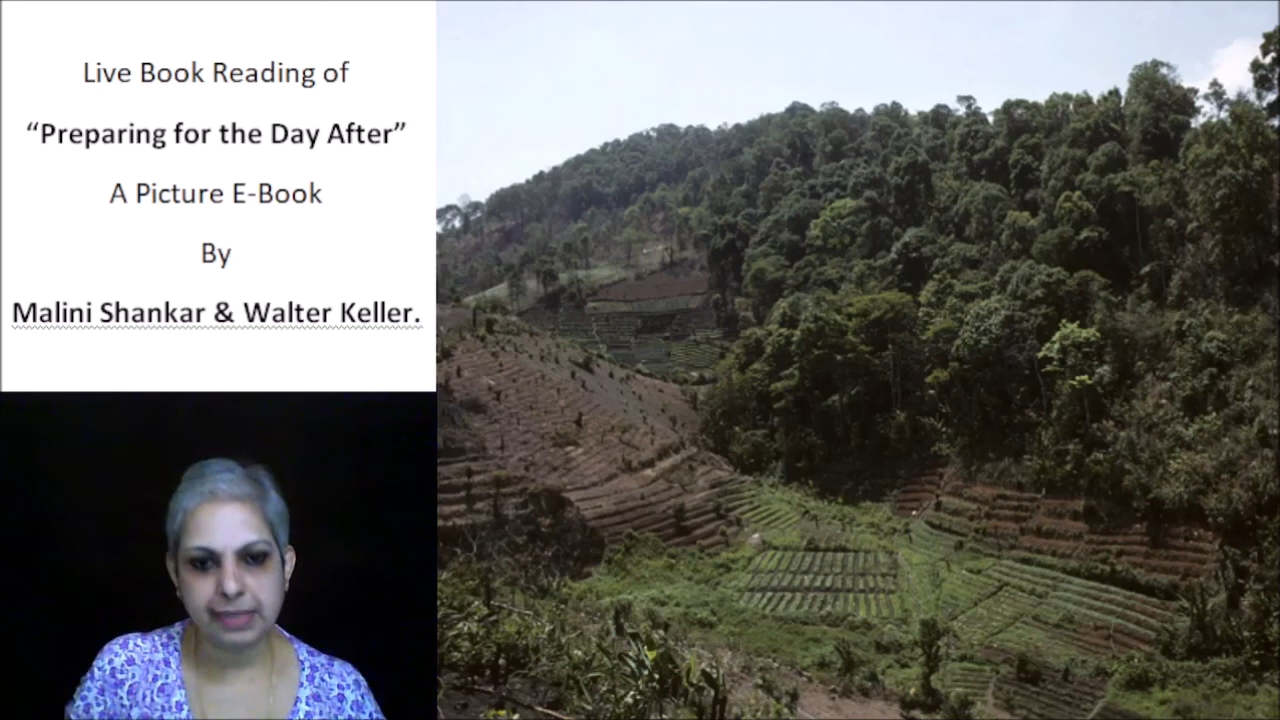 Live Book Reading of
“Preparing for the Day After”
A Picture E-Book
By
Malini Shankar & Walter Keller.